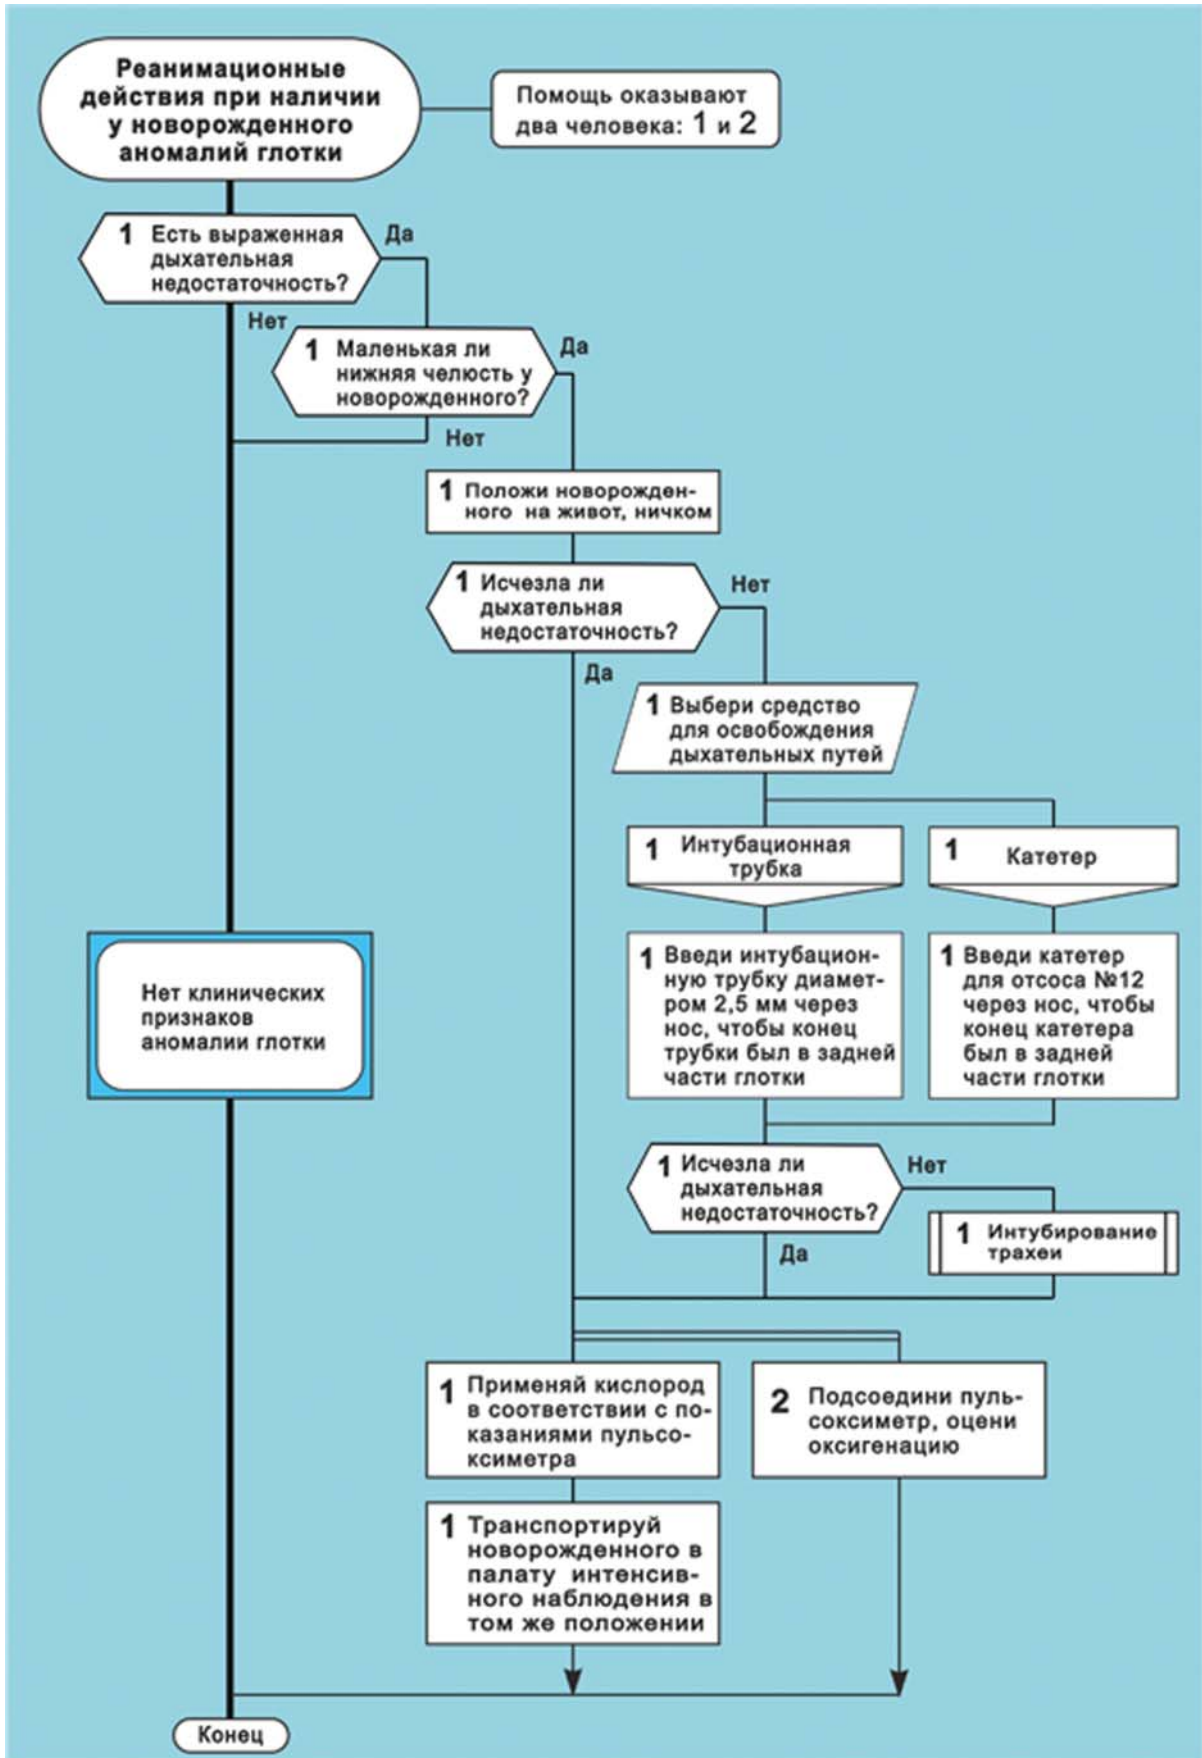 Реанимационные
действия при наличии
у новорожденного
аномалий глотки
Помощь оказывают
два человека: 1 и 2
1 Есть выраженная
дыхательная
недостаточность?
Да
Нет
1 Маленькая ли
нижняя челюсть у
новорожденного?
Да
Нет
1 Положи новорожден-
ного на живот, ничком
1 Исчезла ли
дыхательная
недостаточность?
Нет
Да
1 Выбери средство
для освобождения
дыхательных путей
1 Интубационная
трубка
1 Катетер
1 Введи интубацион-
ную трубку диамет-
ром 2,5 мм через
нос, чтобы конец
трубки был в задней
части глотки
1 Введи катетер
для отсоса №12
через нос, чтобы
конец катетера
был в задней
части глотки
Нет клинических
признаков
аномалии глотки
1 Исчезла ли
дыхательная
недостаточность?
Нет
Да
1 Интубирование
трахеи
1 Применяй кислород
в соответствии с по-
казаниями пульсо-
ксиметра
2 Подсоедини пуль-
соксиметр, оцени
оксигенацию
1 Транспортируй
новорожденного в
палату интенсив-
ного наблюдения в
том же положении
Конец